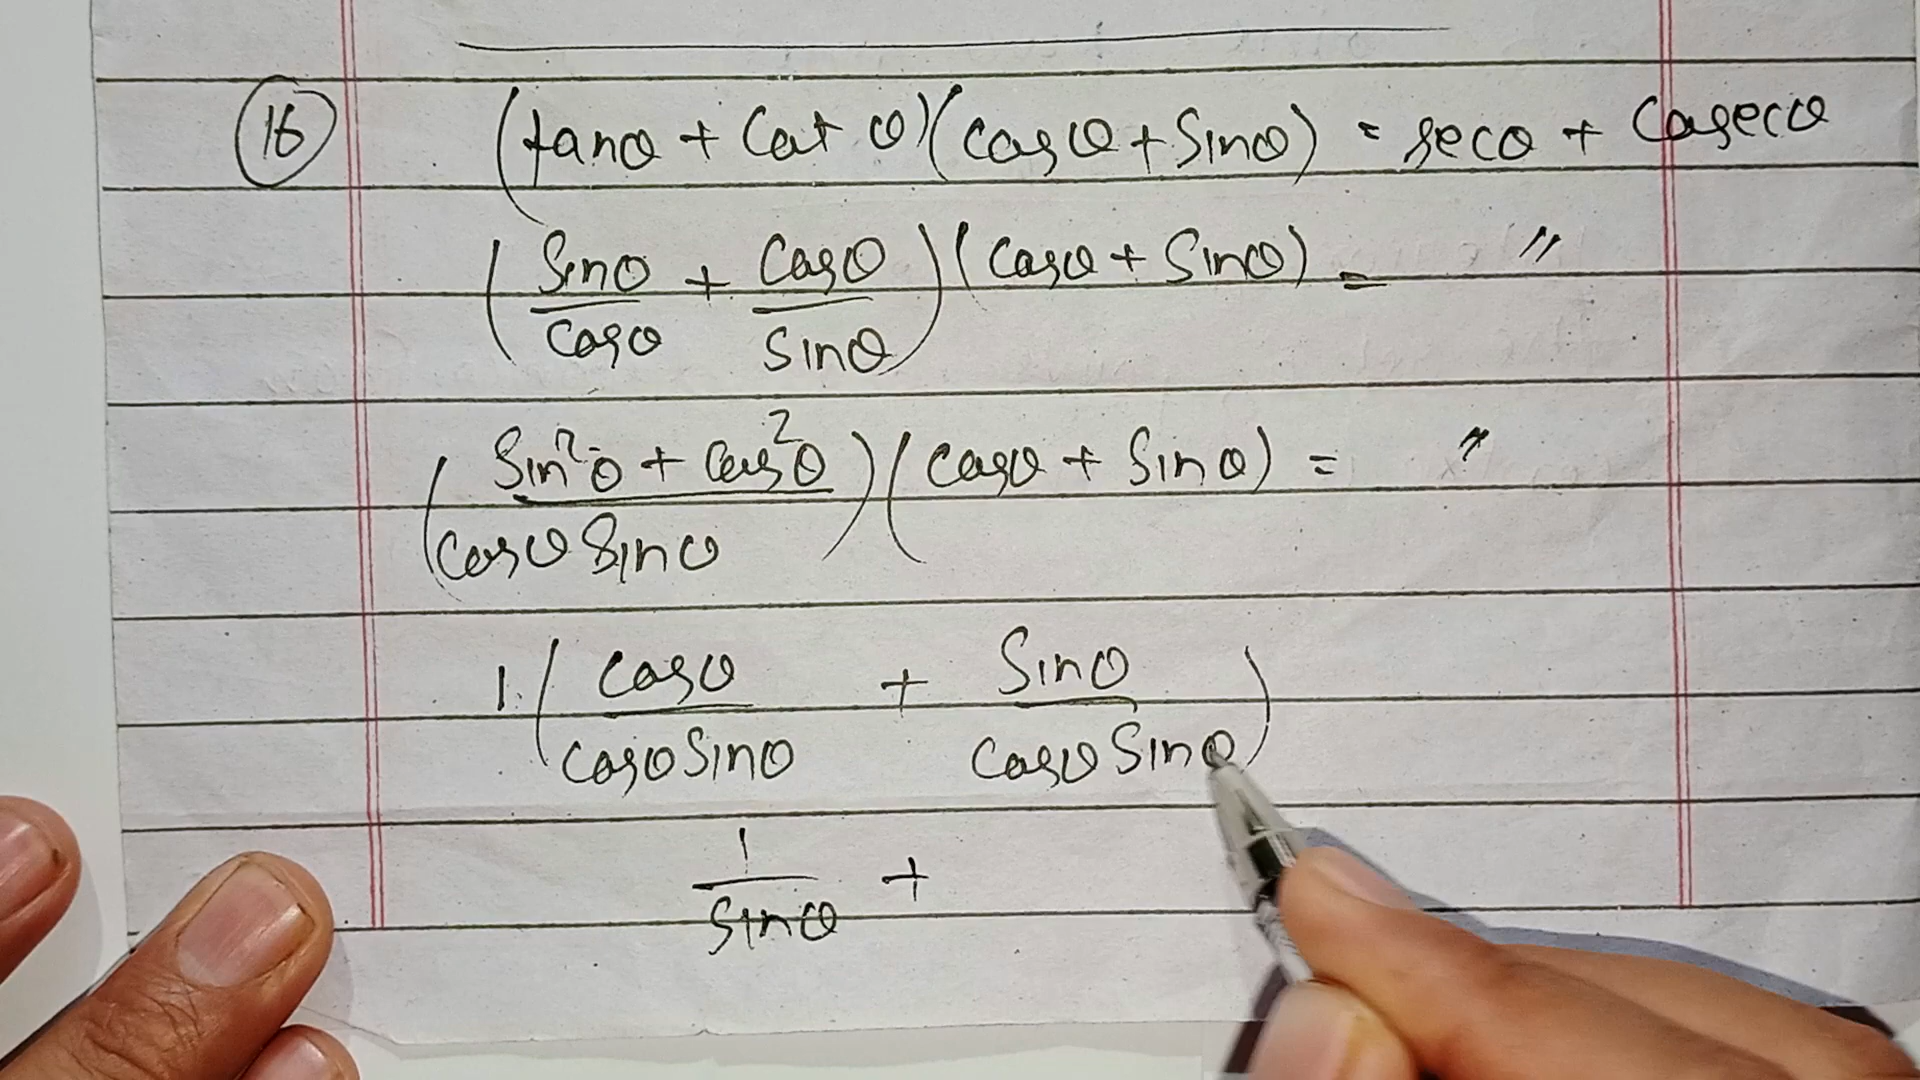 16 (tanθ + Cot θ)(cosθ + Sinθ) = secθ + Cosecθ
(Sinθ/cosθ + Cosθ/Sinθ)(cosθ + Sinθ) = "
(Sin²θ + Cos²θ/cosθ Sinθ)(cosθ + Sinθ) = "
1.(cosθ/cosθ Sinθ + Sinθ/cosθ Sinθ)
1/Sinθ +